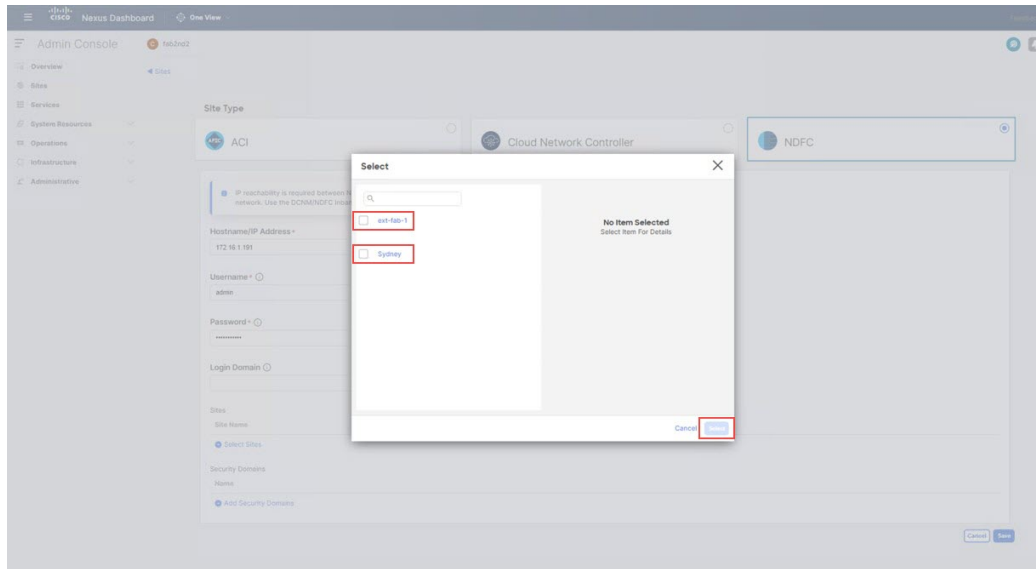 CISCO Nexus Dashboard One View
Admin Console
fab2nd2
Overview
Sites
Sites
Services
System Resources
Operations
Infrastructure
Administrative
Site Type
ACI
Cloud Network Controller
NDFC
IP reachability is required between
network. Use the DCNM/NDFC
Hostname/IP Address*
172.16.1.191
Username*
admin
Password*
Login Domain
Sites
Site Name
Select Sites
Security Domains
Name
Add Security Domains
Select
ext-fab-1
Sydney
No Item Selected
Select Item For Details
Cancel Select
Cancel Save